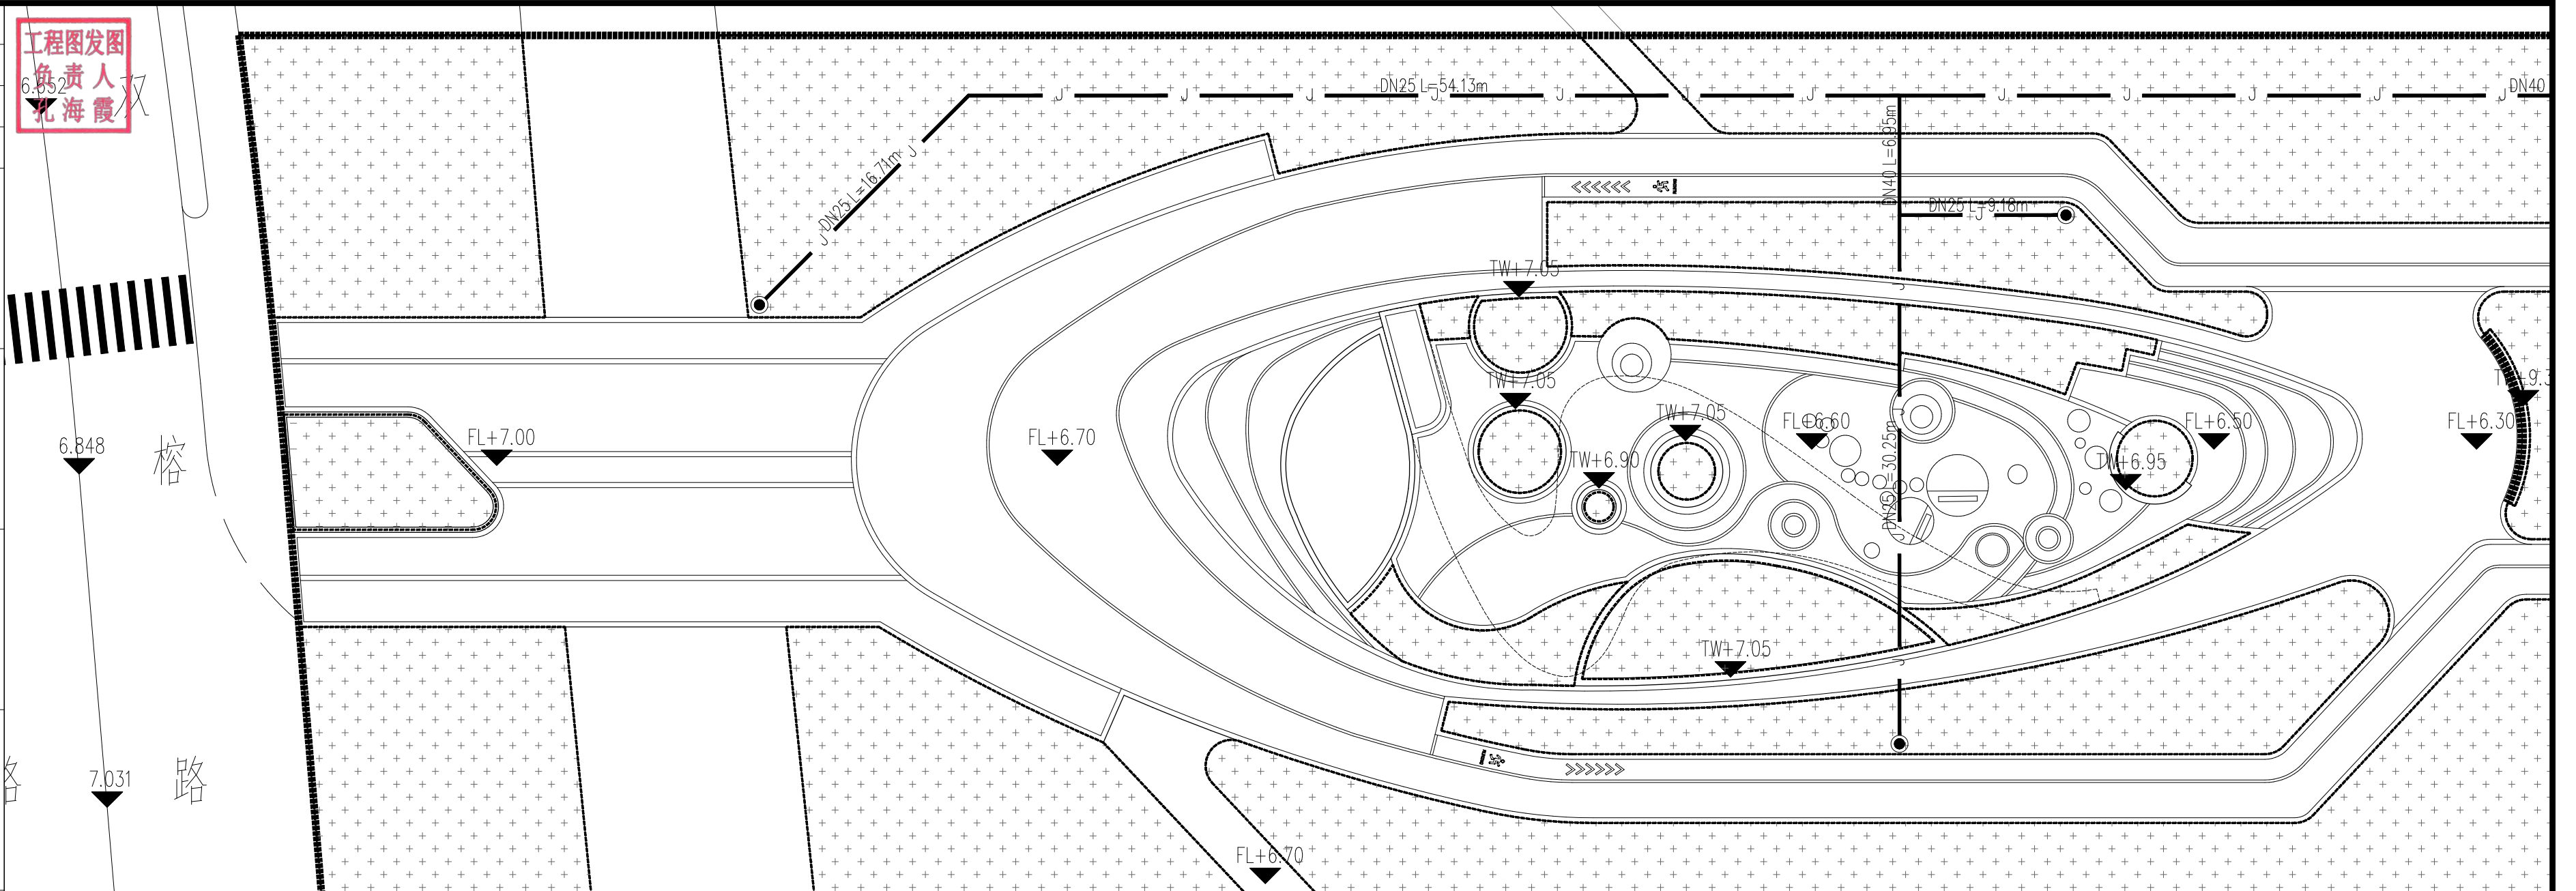 工程图发图
负责人
孔海霞
6.652
双
DN25 L=54.13m
DN40
J J J J J J J J J J J J
DN40 L=6.95m
DN25 L=16.71m
J
J
DN25 L=9.18m
J
TW+7.05
J
TW+7.05
TW+7.05
FL+6.60
FL+6.50
FL+6.30
6.848
榕
FL+7.00
FL+6.70
TW+6.90
TW+6.95
J
DN25 L=30.25m
J
TW+7.05
J
7.031
路
FL+6.70